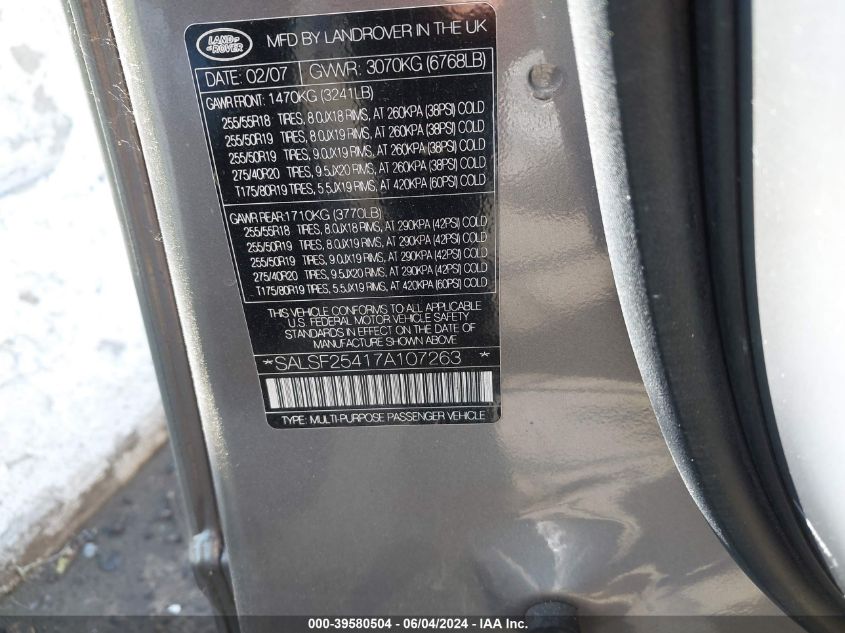 LAND ROVER
MFD BY LANDROVER IN THE UK
DATE: 02/07 GVWR: 3070KG (6768LB)
GAWR FRONT: 1470KG (3241LB)
255/55R18 TIRES, 8.0JX18 RIMS, AT 260KPA (38PSI) COLD
255/50R19 TIRES, 8.0JX19 RIMS, AT 260KPA (38PSI) COLD
255/50R19 TIRES, 9.0JX19 RIMS, AT 260KPA (38PSI) COLD
275/40R20 TIRES, 9.5JX20 RIMS, AT 260KPA (38PSI) COLD
T175/80R19 TIRES, 5.5JX19 RIMS, AT 420KPA (60PSI) COLD
GAWR REAR: 1710KG (3770LB)
255/55R18 TIRES, 8.0JX18 RIMS, AT 290KPA (42PSI) COLD
255/50R19 TIRES, 8.0JX19 RIMS, AT 290KPA (42PSI) COLD
255/50R19 TIRES, 9.0JX19 RIMS, AT 290KPA (42PSI) COLD
275/40R20 TIRES, 9.5JX20 RIMS, AT 290KPA (42PSI) COLD
T175/80R19 TIRES, 5.5JX19 RIMS, AT 420KPA (60PSI) COLD
THIS VEHICLE CONFORMS TO ALL APPLICABLE
U.S. FEDERAL MOTOR VEHICLE SAFETY
STANDARDS IN EFFECT ON THE DATE OF
MANUFACTURE SHOWN ABOVE
*SALSF25417A107263 *
TYPE: MULTI-PURPOSE PASSENGER VEHICLE
000-39580504 - 06/04/2024 - IAA Inc.